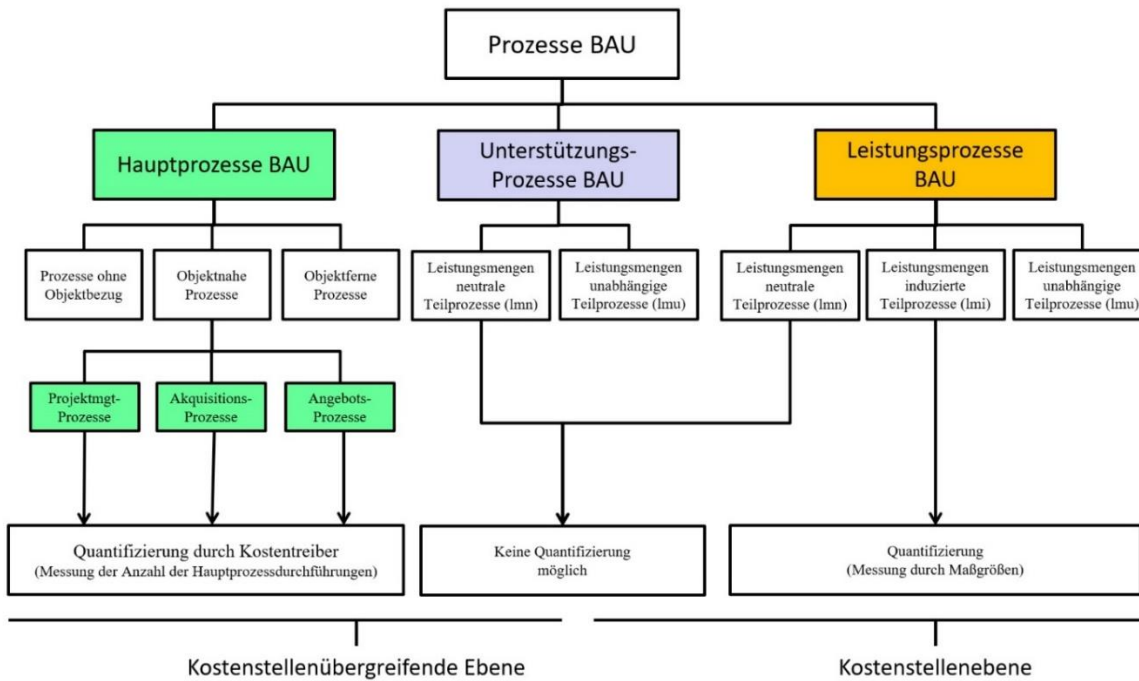 Prozesse BAU
Hauptprozesse BAU
Unterstützungs-
Prozesse BAU
Leistungsprozesse
BAU
Prozesse ohne
Objektbezug
Objektnahe
Prozesse
Objektferne
Prozesse
Leistungsmengen
neutrale
Teilprozesse (lmn)
Leistungsmengen
unabhängige
Teilprozesse (lmu)
Leistungsmengen
neutrale
Teilprozesse (lmn)
Leistungsmengen
induzierte
Teilprozesse (lmi)
Leistungsmengen
unabhängige
Teilprozesse (lmu)
Projektmgt-
Prozesse
Akquisitions-
Prozesse
Angebots-
Prozesse
Quantifizierung durch Kostentreiber
(Messung der Anzahl der Hauptprozessdurchführungen)
Keine Quantifizierung
möglich
Quantifizierung
(Messung durch Maßgrößen)
Kostenstellenübergreifende Ebene
Kostenstellenebene